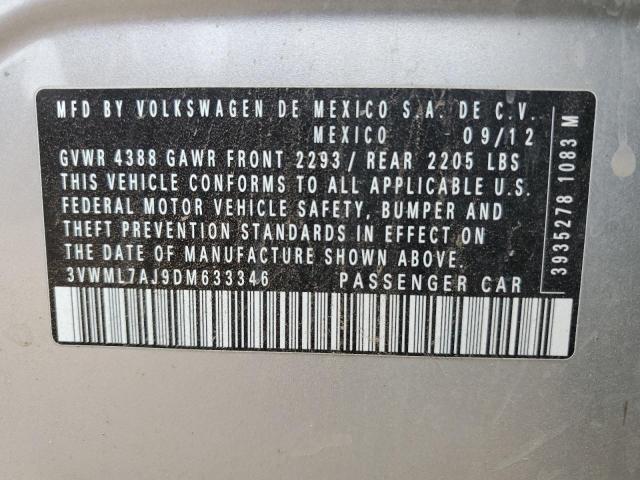 MFD BY VOLKSWAGEN DE MEXICO S.A. DE C.V.
MEXICO 09/12
GVWR 4388 GAWR FRONT 2293/ REAR 2205 LBS
THIS VEHICLE CONFORMS TO ALL APPLICABLE U.S.
FEDERAL MOTOR VEHICLE SAFETY, BUMPER AND
THEFT PREVENTION STANDARDS IN EFFECT ON
THE DATE OF MANUFACTURE SHOWN ABOVE.
3VWML7AJ9DM633346 PASSENGER CAR
3935278 1083 M